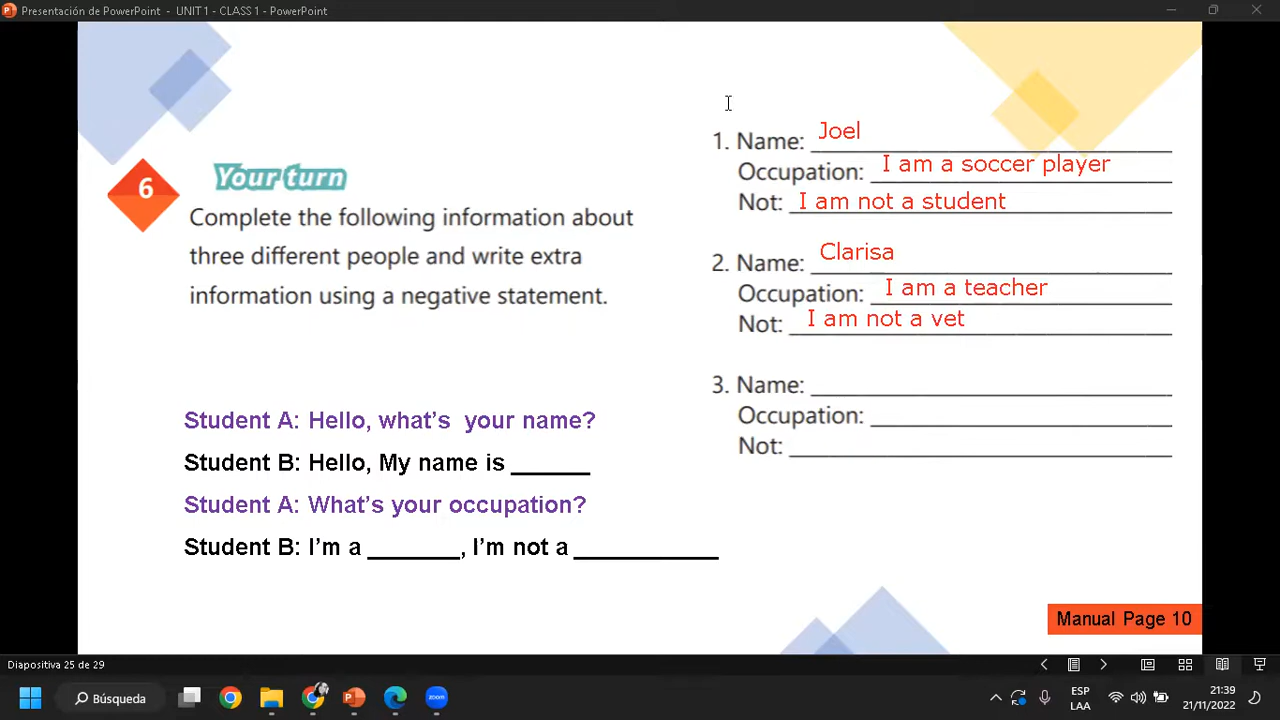 Presentación de PowerPoint - UNIT 1 - CLASS 1 - PowerPoint
6
Your turn
Complete the following information about
three different people and write extra
information using a negative statement.
1. Name: Joel
Occupation: I am a soccer player
Not: I am not a student
2. Name: Clarisa
Occupation: I am a teacher
Not: I am not a vet
3. Name:
Occupation:
Not:
Student A: Hello, what’s your name?
Student B: Hello, My name is ______
Student A: What’s your occupation?
Student B: I’m a _______, I’m not a ___________
Manual Page 10
Diapositiva 25 de 29
Búsqueda
zoom
ESP
LAA
21:39
21/11/2022